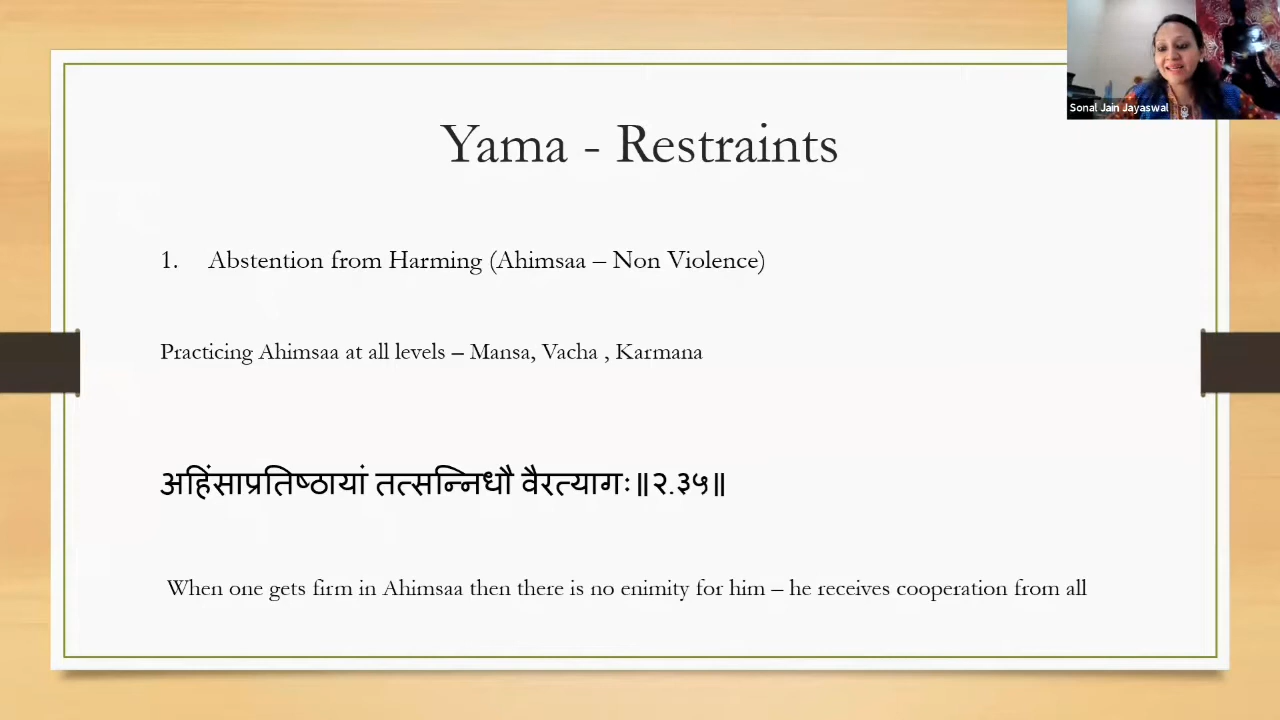 Sonal Jain Jayaswal
Yama - Restraints
1. Abstention from Harming (Ahimsaa – Non Violence)
Practicing Ahimsaa at all levels – Mansa, Vacha , Karmana
अहिंसाप्रतिष्ठायां तत्सन्निधौ वैरत्यागः॥२.३५॥
When one gets firm in Ahimsaa then there is no enimity for him – he receives cooperation from all